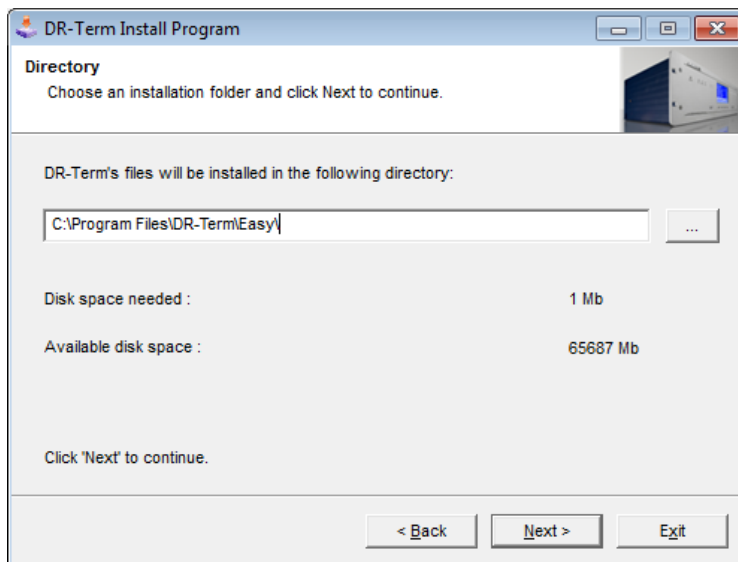 DR-Term Install Program
Directory
Choose an installation folder and click Next to continue.
DR-Term's files will be installed in the following directory:
C:\Program Files\DR-Term\Easy\
...
Disk space needed : 1 Mb
Available disk space : 65687 Mb
Click 'Next' to continue.
< Back Next > Exit